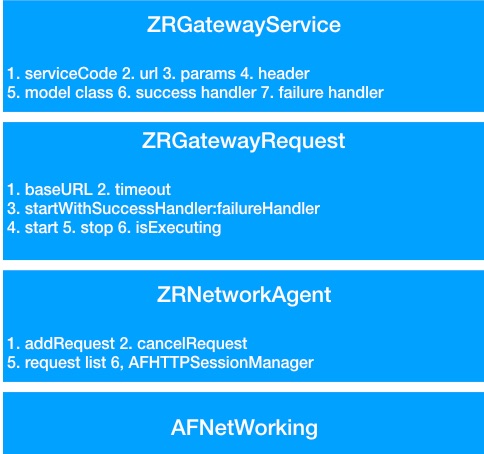 ZRGatewayService
1. serviceCode 2. url 3. params 4. header
5. model class 6. success handler 7. failure handler
ZRGatewayRequest
1. baseURL 2. timeout
3. startWithSuccessHandler:failureHandler
4. start 5. stop 6. isExecuting
ZRNetworkAgent
1. addRequest 2. cancelRequest
5. request list 6, AFHTTPSessionManager
AFNetWorking